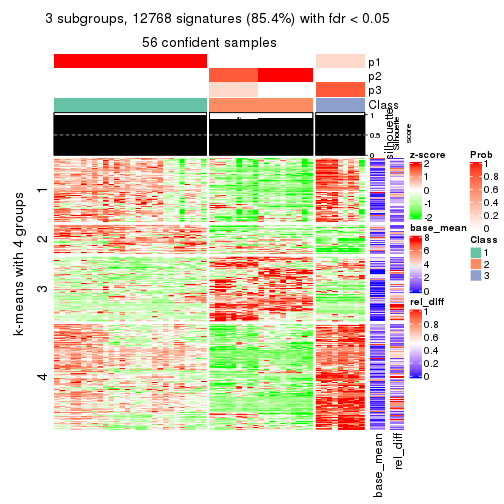 3 subgroups, 12768 signatures (85.4%) with fdr < 0.05
56 confident samples
p1
p2
p3
Class
1
0.5
0
silhouette
Silhouette
score
k-means with 4 groups
1
2
3
4
base_mean
rel_diff
z-score
2
1
0
-1
-2
base_mean
8
6
4
2
0
rel_diff
1
0.8
0.6
0.4
0.2
0
Prob
1
0.8
0.6
0.4
0.2
0
Class
1
2
3